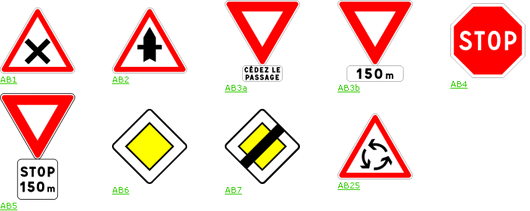 CÉDEZ LE
PASSAGE
150 m
STOP
AB1
AB2
AB3a
AB3b
AB4
STOP
150 m
AB5
AB6
AB7
AB25